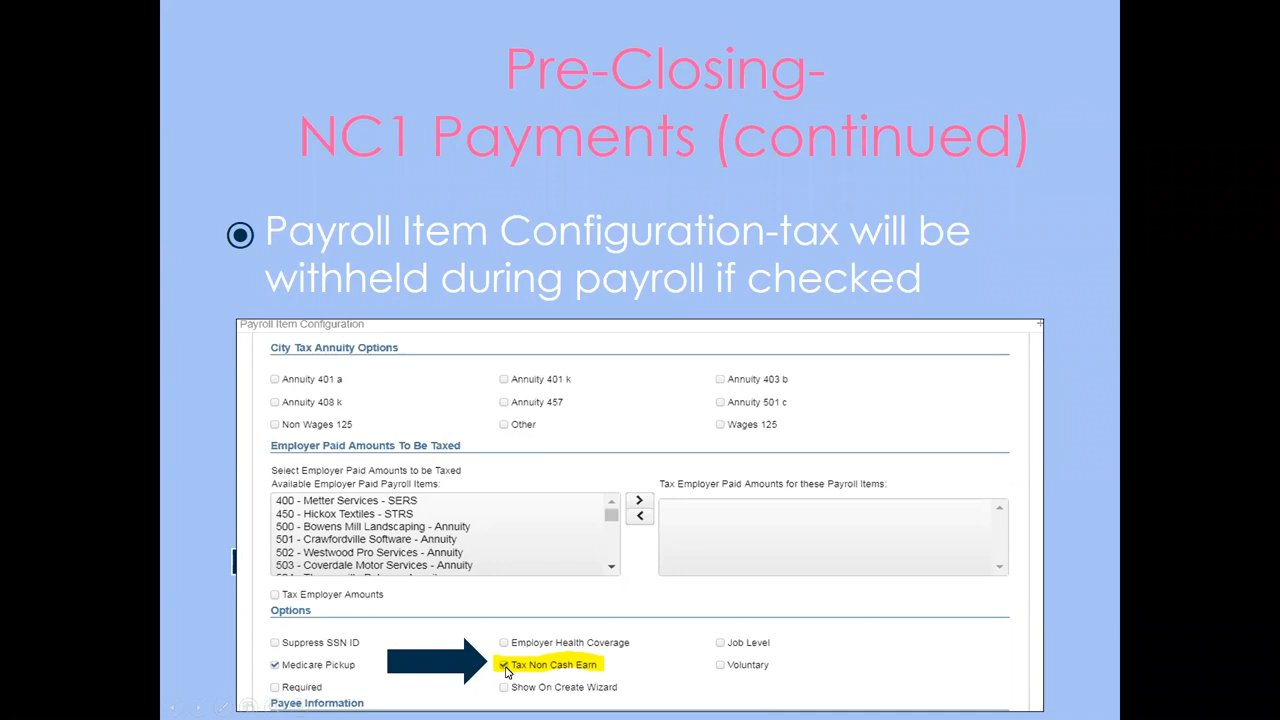 Pre-Closing-
NC1 Payments (continued)
Payroll Item Configuration-tax will be
withheld during payroll if checked
Payroll Item Configuration
City Tax Annuity Options
Annuity 401 a Annuity 401 k Annuity 403 b
Annuity 408 k Annuity 457 Annuity 501 c
Non Wages 125 Other Wages 125
Employer Paid Amounts To Be Taxed
Select Employer Paid Amounts to be Taxed
Available Employer Paid Payroll Items: Tax Employer Paid Amounts for these Payroll Items:
400 - Metter Services - SERS
450 - Hickox Textiles - STRS
500 - Bowens Mill Landscaping - Annuity
501 - Crawfordville Software - Annuity
502 - Westwood Pro Services - Annuity
503 - Coverdale Motor Services - Annuity
Tax Employer Amounts
Options
Suppress SSN ID Employer Health Coverage Job Level
Medicare Pickup Tax Non Cash Earn Voluntary
Required Show On Create Wizard
Payee Information